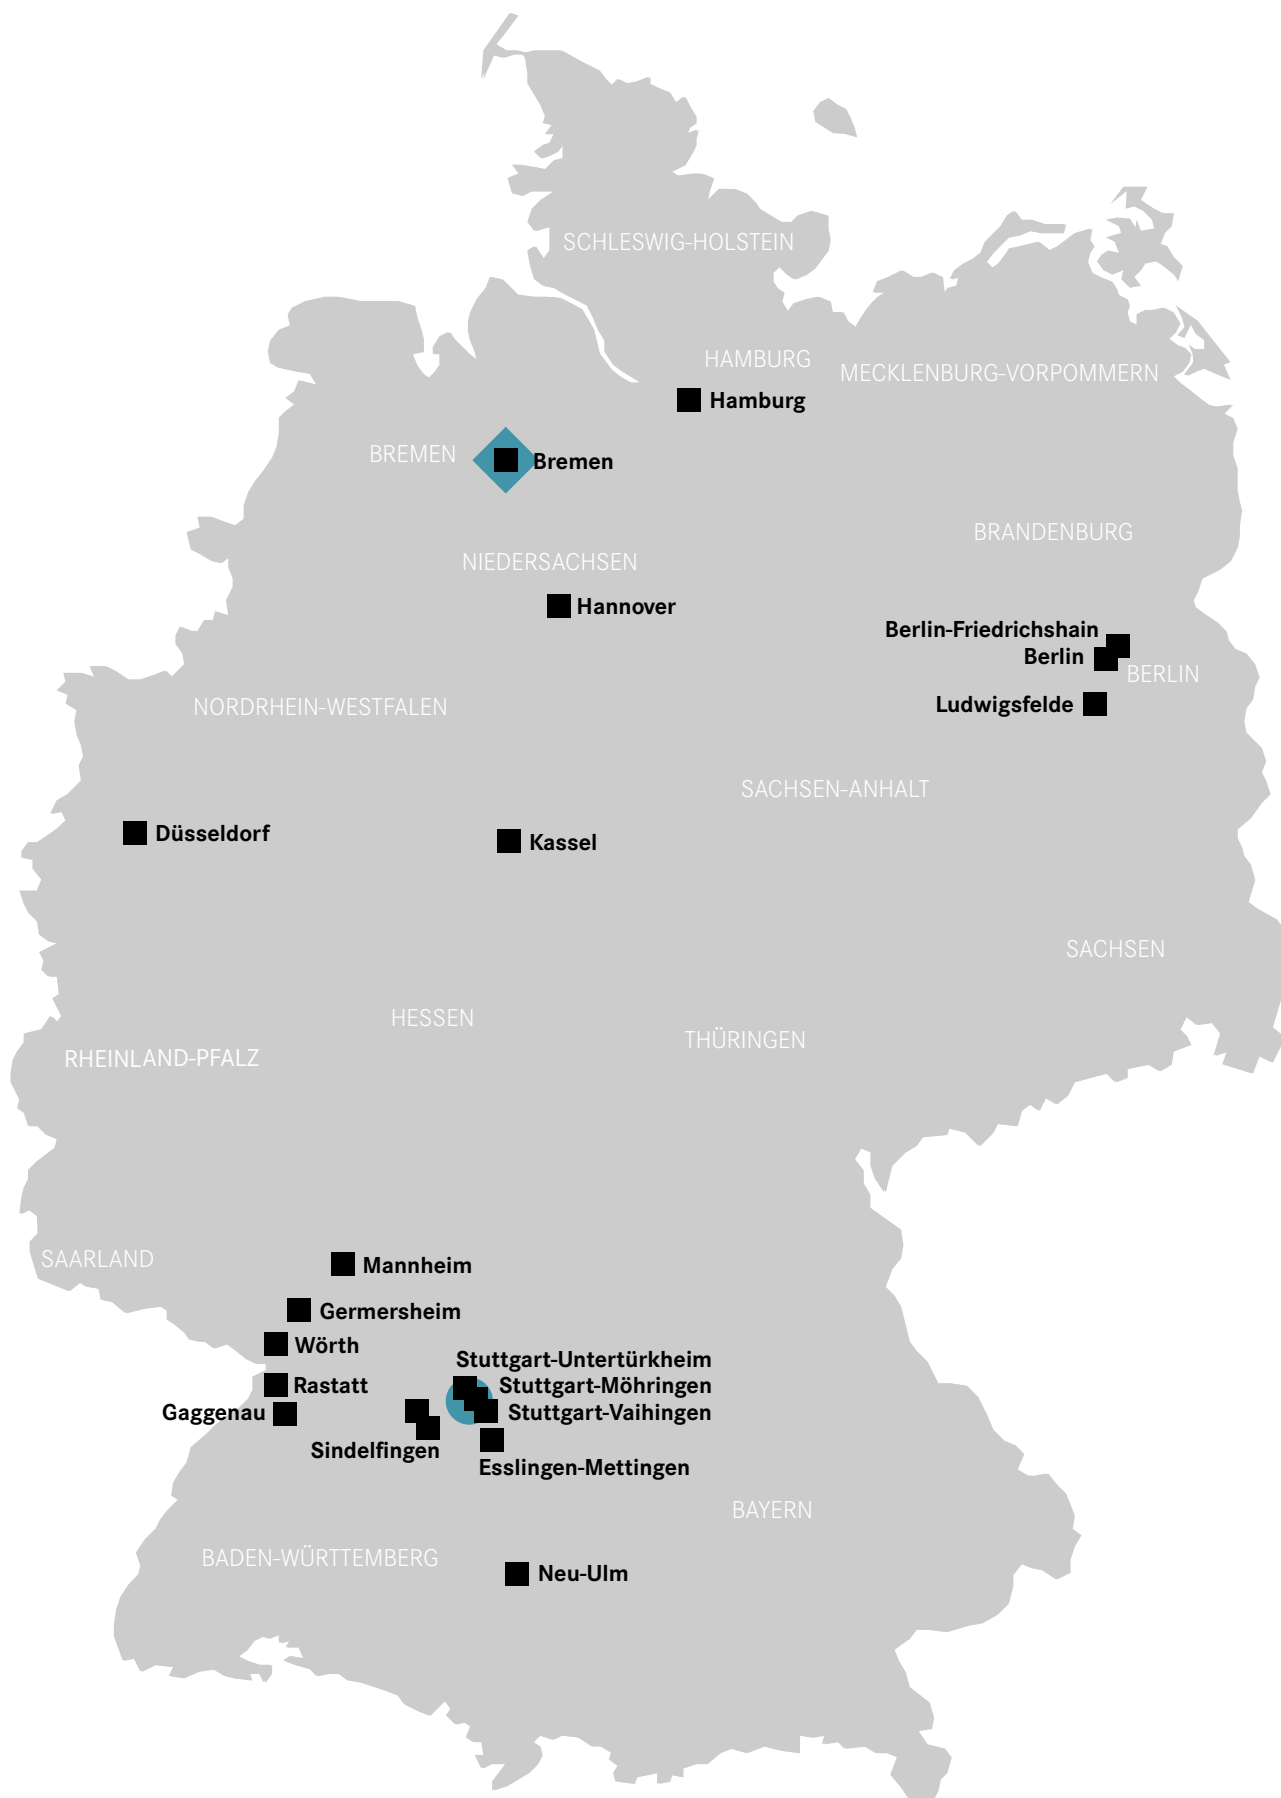 SCHLESWIG-HOLSTEIN
HAMBURG
MECKLENBURG-VORPOMMERN
Hamburg
BREMEN
Bremen
BRANDENBURG
NIEDERSACHSEN
Hannover
Berlin-Friedrichshain
Berlin
BERLIN
Ludwigsfelde
NORDRHEIN-WESTFALEN
SACHSEN-ANHALT
Düsseldorf
Kassel
SACHSEN
HESSEN
THÜRINGEN
RHEINLAND-PFALZ
SAARLAND
Mannheim
Germersheim
Wörth
Stuttgart-Untertürkheim
Rastatt
Stuttgart-Möhringen
Gaggenau
Stuttgart-Vaihingen
Sindelfingen
Esslingen-Mettingen
BAYERN
BADEN-WÜRTTEMBERG
Neu-Ulm